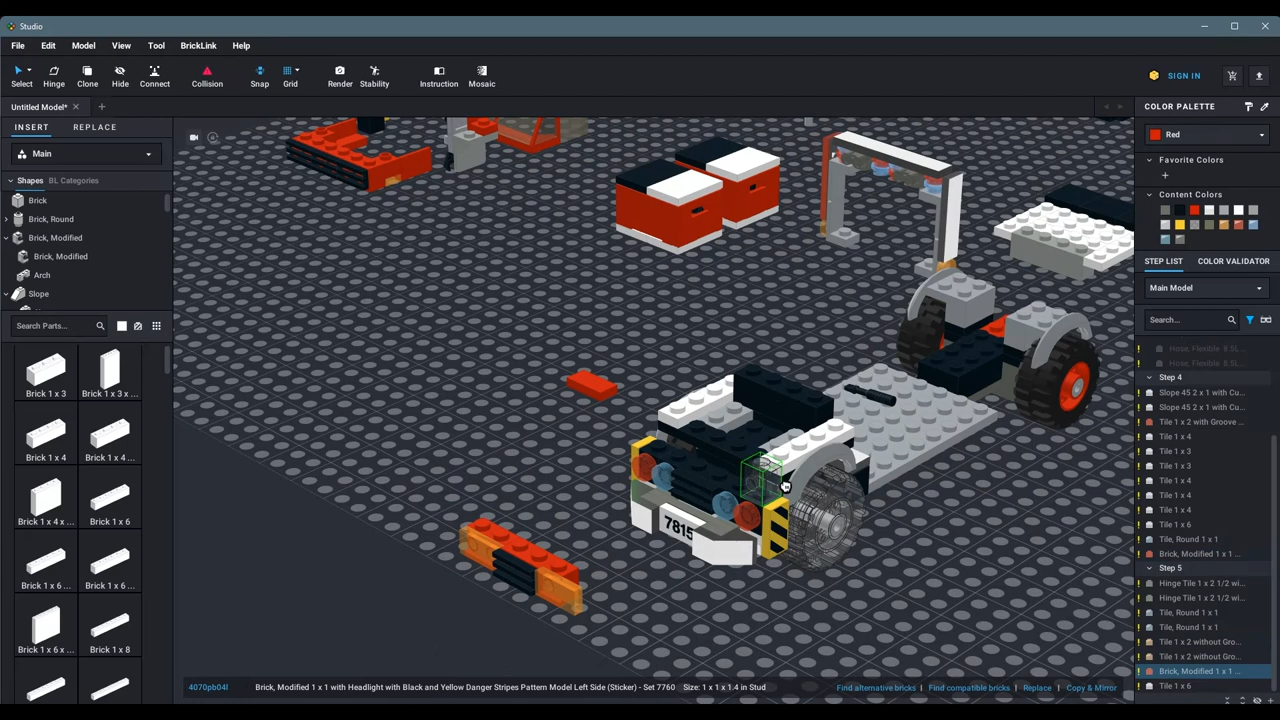 Studio
File Edit Model View Tool BrickLink Help
Select Hinge Clone Hide Connect Collision Snap Grid Render Stability Instruction Mosaic
SIGN IN
Untitled Model*
INSERT REPLACE
Main
Shapes BL Categories
Brick
Brick, Round
Brick, Modified
Brick, Modified
Arch
Slope
Search Parts...
Brick 1 x 3 Brick 1 x 3 x ...
Brick 1 x 4 Brick 1 x 4 ...
Brick 1 x 4 x ... Brick 1 x 6
Brick 1 x 6 ... Brick 1 x 6 ...
Brick 1 x 6 x ... Brick 1 x 8
7815
4070pb04l Brick, Modified 1 x 1 with Headlight with Black and Yellow Danger Stripes Pattern Model Left Side (Sticker) - Set 7760 Size: 1 x 1 x 1.4 in Stud
Find alternative bricks | Find compatible bricks | Replace | Copy & Mirror
COLOR PALETTE
Red
Favorite Colors
+
Content Colors
STEP LIST COLOR VALIDATOR
Main Model
Search...
Hose, Flexible 8.5L ...
Hose, Flexible 8.5L ...
Step 4
Slope 45 2 x 1 with Cu...
Slope 45 2 x 1 with Cu...
Tile 1 x 2 with Groove ...
Tile 1 x 4
Tile 1 x 3
Tile 1 x 3
Tile 1 x 4
Tile 1 x 4
Tile 1 x 4
Tile 1 x 6
Tile, Round 1 x 1
Brick, Modified 1 x 1 ...
Step 5
Hinge Tile 1 x 2 1/2 wi...
Hinge Tile 1 x 2 1/2 wi...
Tile, Round 1 x 1
Tile, Round 1 x 1
Tile 1 x 2 without Gro...
Tile 1 x 2 without Gro...
Brick, Modified 1 x 1 ...
Tile 1 x 6